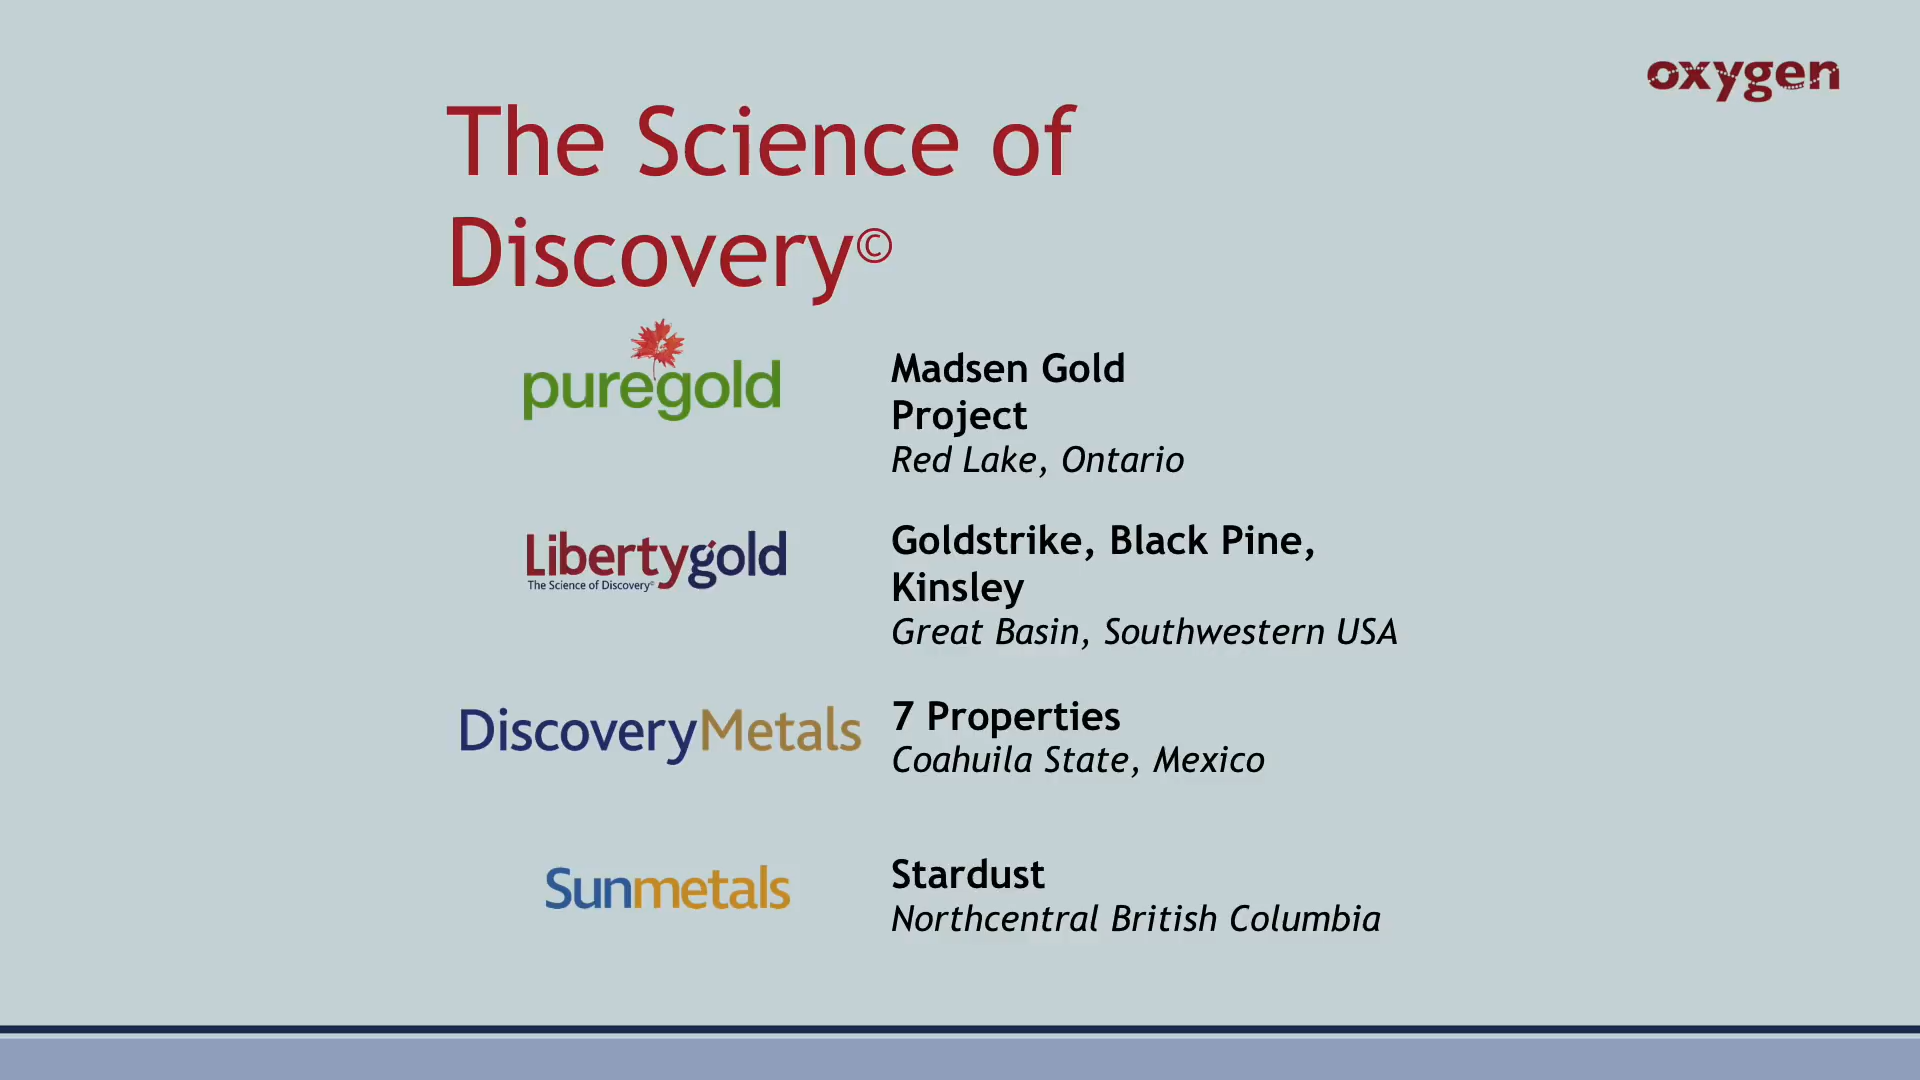 oxygen
The Science of
Discovery©
puregold
Madsen Gold
Project
Red Lake, Ontario
Libertygold
The Science of Discovery©
Goldstrike, Black Pine,
Kinsley
Great Basin, Southwestern USA
DiscoveryMetals
7 Properties
Coahuila State, Mexico
Sunmetals
Stardust
Northcentral British Columbia